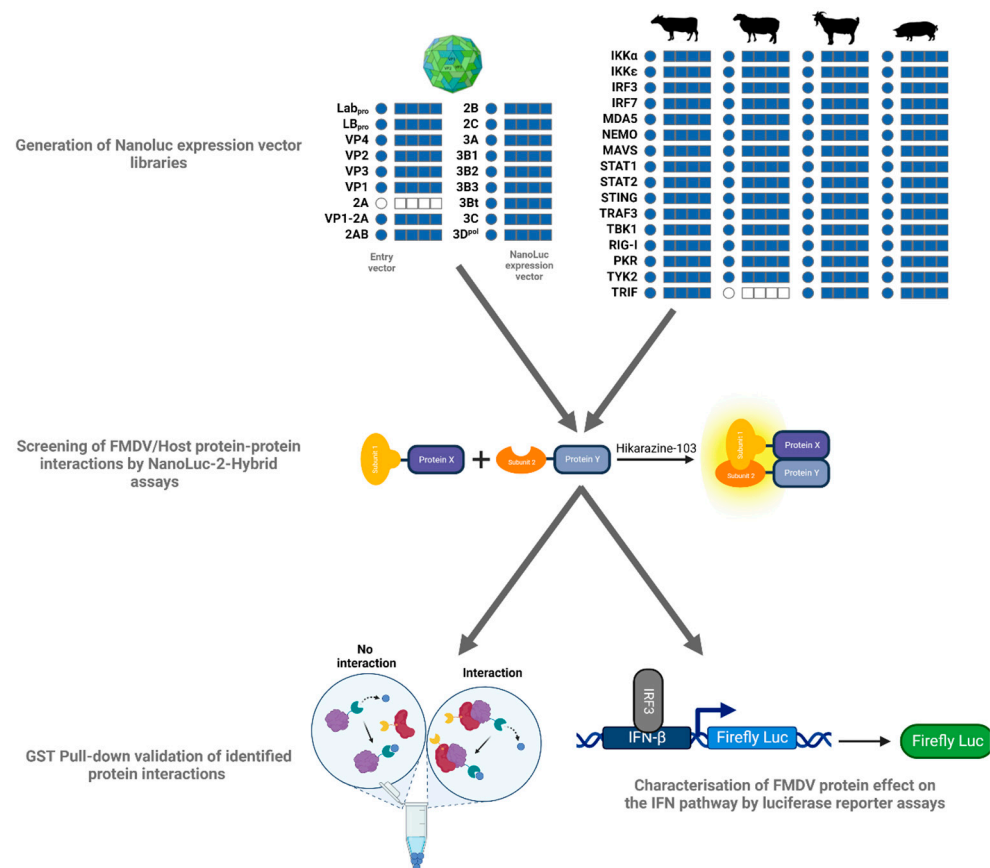 Generation of Nanoluc expression vector
libraries
Lab_pro
LB_pro
VP4
VP2
VP3
VP1
2A
VP1-2A
2AB
Entry
vector
2B
2C
3A
3B1
3B2
3B3
3Bt
3C
3D^pol
NanoLuc
expression
vector
IKKα
IKKε
IRF3
IRF7
MDA5
NEMO
MAVS
STAT1
STAT2
STING
TRAF3
TBK1
RIG-I
PKR
TYK2
TRIF
Screening of FMDV/Host protein-protein
interactions by NanoLuc-2-Hybrid
assays
Subunit 1
Protein X
+
Subunit 2
Protein Y
Hikarazine-103
Subunit 1
Protein X
Subunit 2
Protein Y
GST Pull-down validation of identified
protein interactions
No
interaction
Interaction
IRF3
IFN-β
Firefly Luc
Firefly Luc
Characterisation of FMDV protein effect on
the IFN pathway by luciferase reporter assays